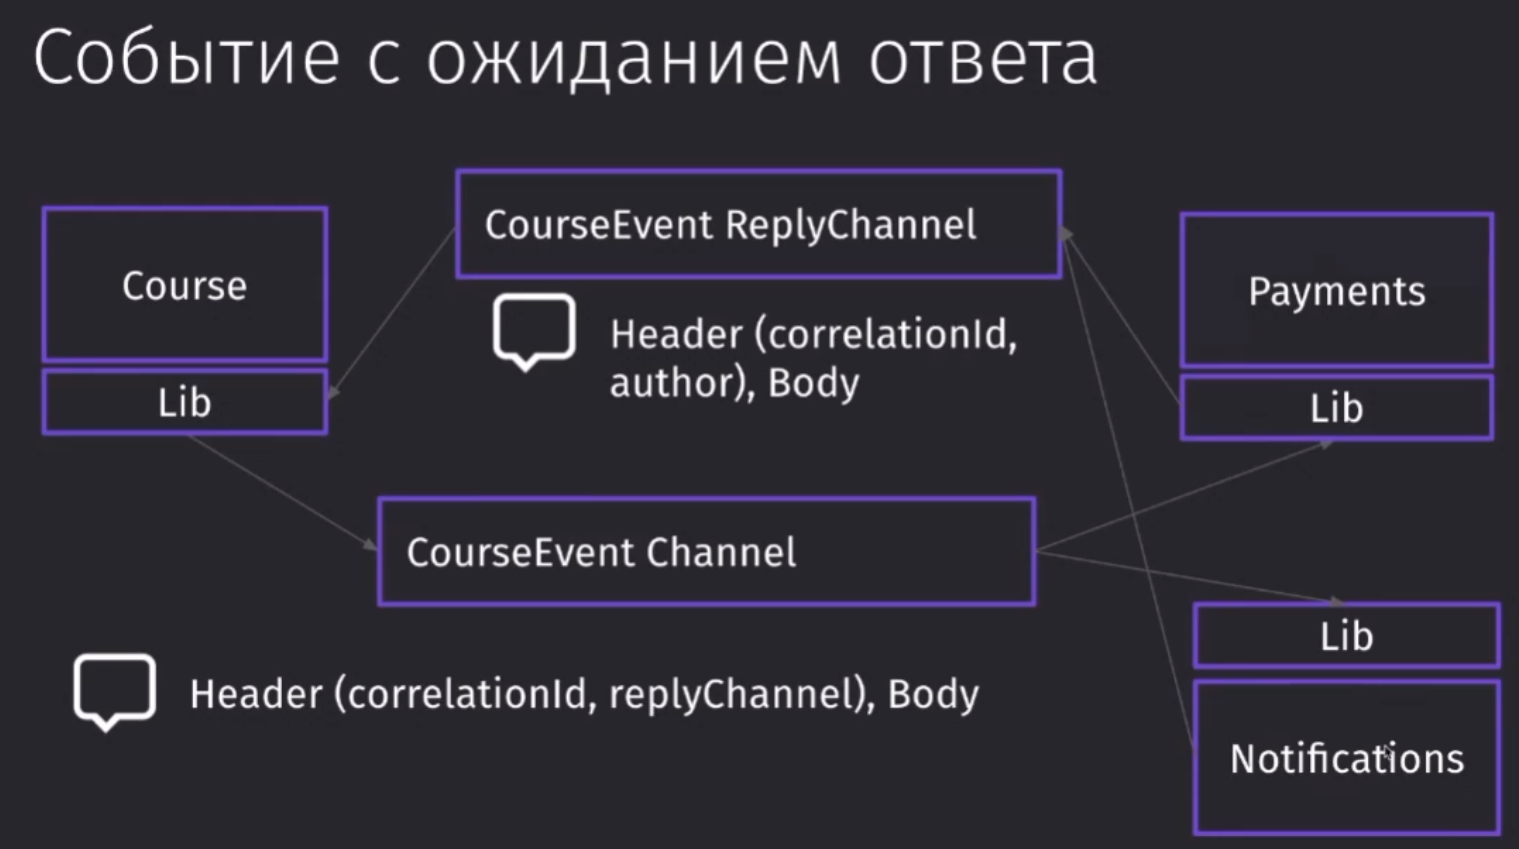 Событие с ожиданием ответа
CourseEvent ReplyChannel
Course
Payments
Header (correlationId,
author), Body
Lib
Lib
CourseEvent Channel
Lib
Header (correlationId, replyChannel), Body
Notifications